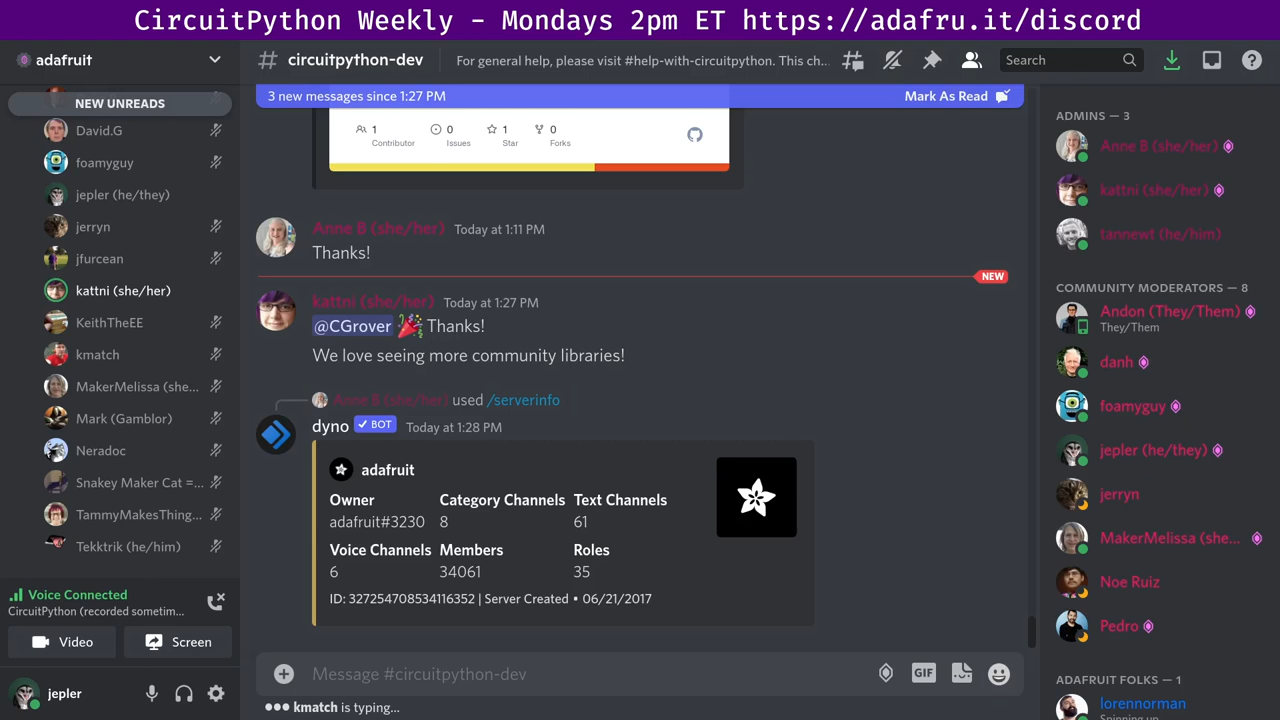 CircuitPython Weekly - Mondays 2pm ET https://adafru.it/discord
adafruit
NEW UNREADS
David.G
foamyguy
jepler (he/they)
jerryn
jfurcean
kattni (she/her)
KeithTheEE
kmatch
MakerMelissa (she...
Mark (Gamblor)
Neradoc
Snakey Maker Cat =...
TammyMakesThing...
Tekktrik (he/him)
Voice Connected
CircuitPython (recorded sometim...
Video
Screen
jepler
# circuitpython-dev
For general help, please visit #help-with-circuitpython. This ch...
Search
3 new messages since 1:27 PM
Mark As Read
1
Contributor
0
Issues
1
Star
0
Forks
Anne B (she/her) Today at 1:11 PM
Thanks!
NEW
kattni (she/her) Today at 1:27 PM
@CGrover Thanks!
We love seeing more community libraries!
Anne B (she/her) used /serverinfo
dyno BOT Today at 1:28 PM
adafruit
Owner Category Channels Text Channels
adafruit#3230 8 61
Voice Channels Members Roles
6 34061 35
ID: 327254708534116352 | Server Created • 06/21/2017
Message #circuitpython-dev
GIF
kmatch is typing...
ADMINS — 3
Anne B (she/her)
kattni (she/her)
tannewt (he/him)
COMMUNITY MODERATORS — 8
Andon (They/Them)
They/Them
danh
foamyguy
jepler (he/they)
jerryn
MakerMelissa (she...
Noe Ruiz
Pedro
ADAFRUIT FOLKS — 1
lorennorman